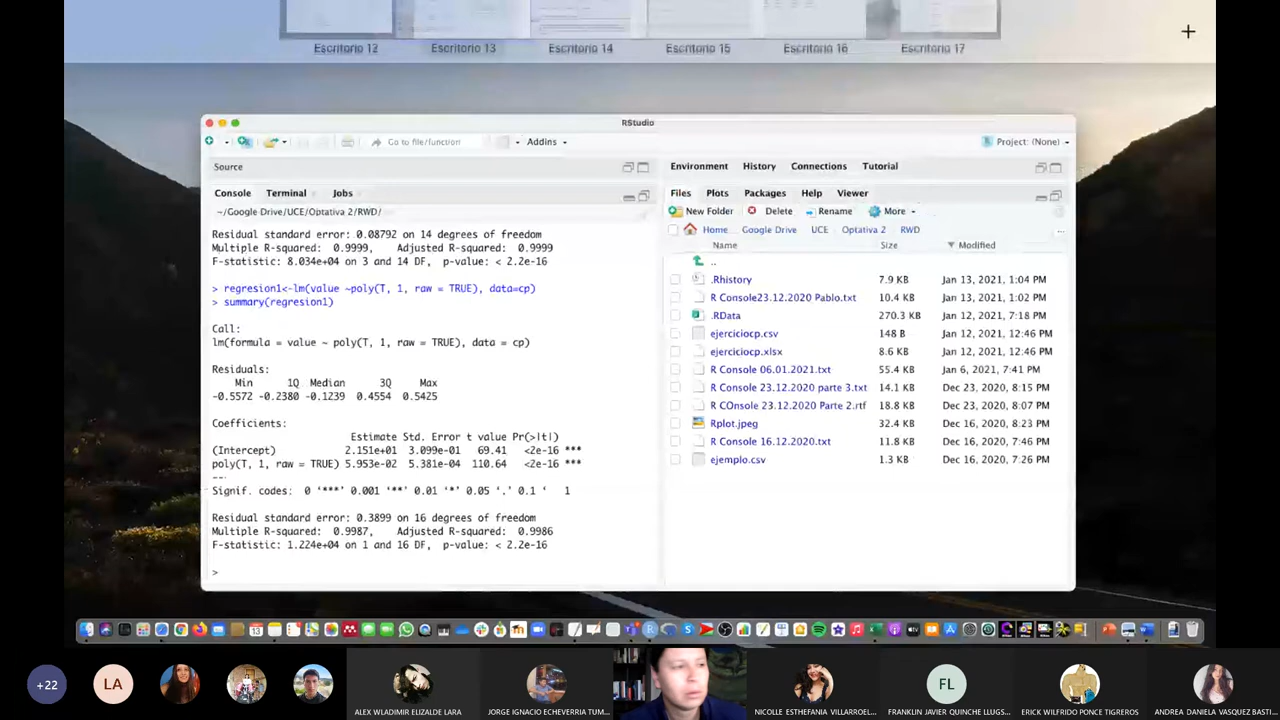 Escritorio 12
Escritorio 13
Escritorio 14
Escritorio 15
Escritorio 16
Escritorio 17
RStudio
Go to file/function
Addins
Project: (None)
Source
Console
Terminal
Jobs
~/Google Drive/UCE/Optativa 2/RWD/
Residual standard error: 0.08792 on 14 degrees of freedom
Multiple R-squared:  0.9999,    Adjusted R-squared:  0.9999
F-statistic: 8.034e+04 on 3 and 14 DF,  p-value: < 2.2e-16
> regresion1<-lm(value ~poly(T, 1, raw = TRUE), data=cp)
> summary(regresion1)
Call:
lm(formula = value ~ poly(T, 1, raw = TRUE), data = cp)
Residuals:
Min      1Q  Median      3Q     Max
-0.5572 -0.2380 -0.1239  0.4554  0.5425
Coefficients:
Estimate Std. Error t value Pr(>|t|)
(Intercept)            2.151e+01  3.099e-01   69.41   <2e-16 ***
poly(T, 1, raw = TRUE) 5.953e-02  5.381e-04  110.64   <2e-16 ***
---
Signif. codes:  0 ‘***’ 0.001 ‘**’ 0.01 ‘*’ 0.05 ‘.’ 0.1 ‘   1
Residual standard error: 0.3899 on 16 degrees of freedom
Multiple R-squared:  0.9987,    Adjusted R-squared:  0.9986
F-statistic: 1.224e+04 on 1 and 16 DF,  p-value: < 2.2e-16
>
Environment
History
Connections
Tutorial
Files
Plots
Packages
Help
Viewer
New Folder
Delete
Rename
More
Home
Google Drive
UCE
Optativa 2
RWD
...
Name Size Modified
..
.Rhistory 7.9 KB Jan 13, 2021, 1:04 PM
R Console23.12.2020 Pablo.txt 10.4 KB Jan 13, 2021, 1:02 PM
.RData 270.3 KB Jan 12, 2021, 7:18 PM
ejerciciocp.csv 148 B Jan 12, 2021, 12:46 PM
ejerciciocp.xlsx 8.6 KB Jan 12, 2021, 12:46 PM
R Console 06.01.2021.txt 55.4 KB Jan 6, 2021, 7:41 PM
R Console 23.12.2020 parte 3.txt 14.1 KB Dec 23, 2020, 8:15 PM
R COnsole 23.12.2020 Parte 2.rtf 18.8 KB Dec 23, 2020, 8:07 PM
Rplot.jpeg 32.4 KB Dec 16, 2020, 8:23 PM
R Console 16.12.2020.txt 11.8 KB Dec 16, 2020, 7:46 PM
ejemplo.csv 1.3 KB Dec 16, 2020, 7:26 PM
+22
LA
FL
ALEX WLADIMIR ELIZALDE LARA
JORGE IGNACIO ECHEVERRIA TUM...
NICOLLE ESTHEFANIA VILLARROEL...
FRANKLIN JAVIER QUINCHE LLUGS...
ERICK WILFRIDO PONCE TIGREROS
ANDREA DANIELA VASQUEZ BASTI...